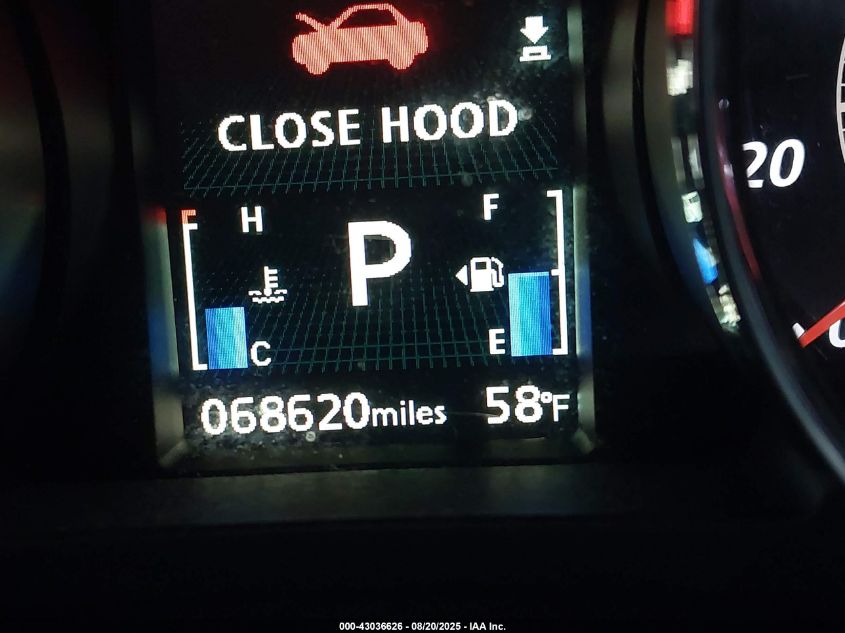 CLOSE HOOD
20
H
F
P
E
C
068620miles
58°F
000-43036626 - 08/20/2025 - IAA Inc.